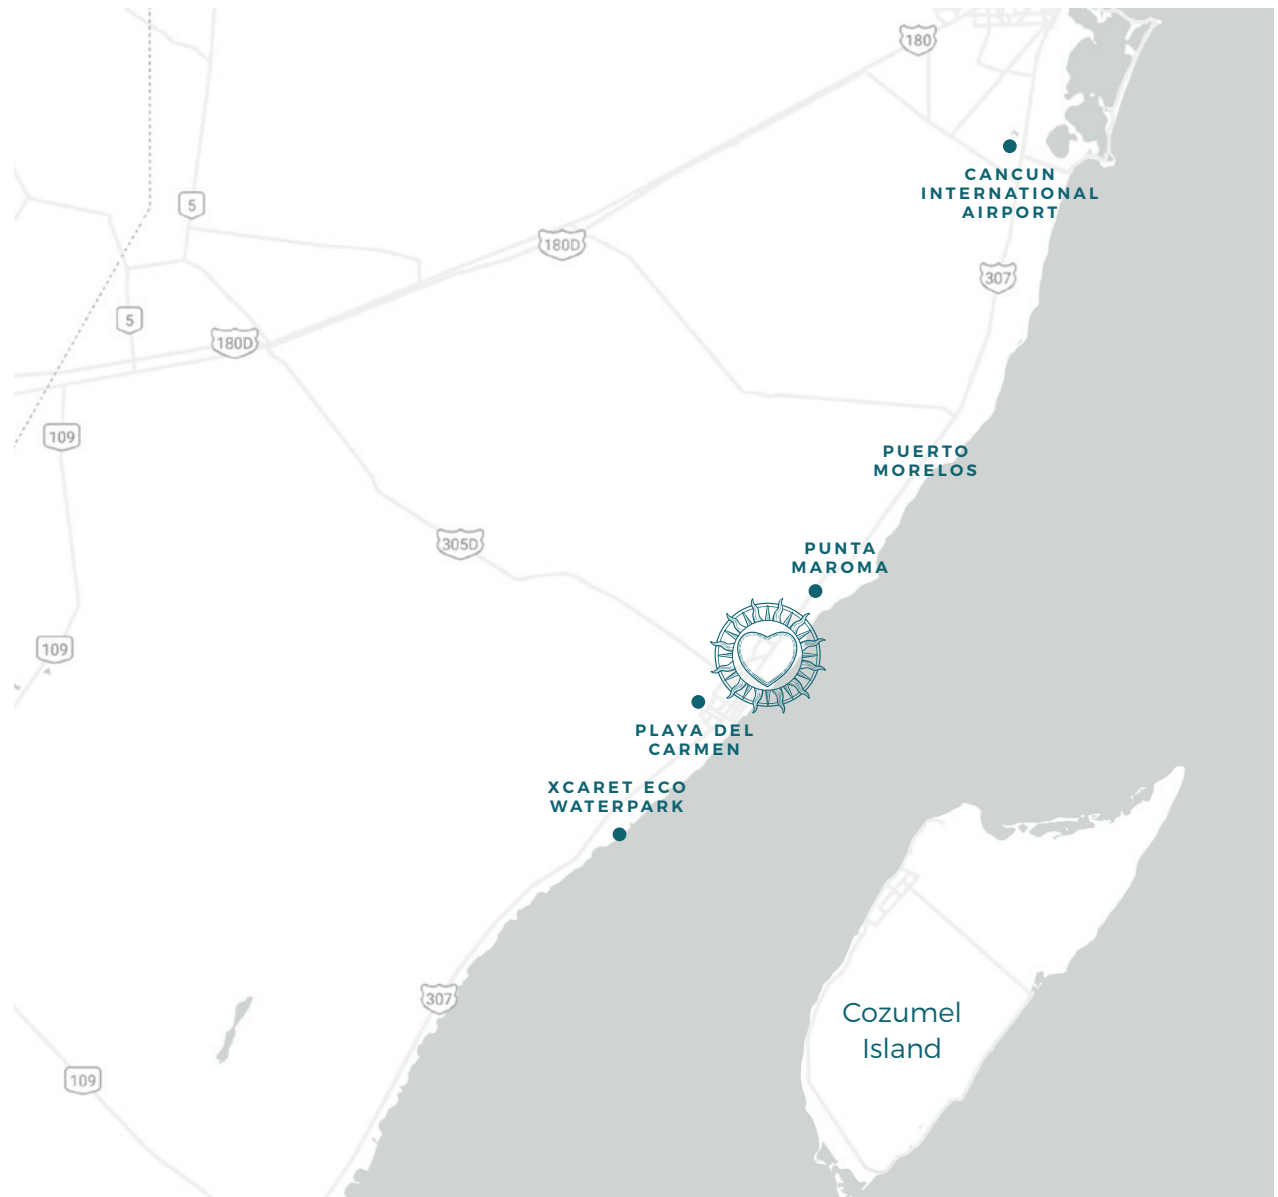 180
CANCUN
INTERNATIONAL
AIRPORT
5
180D
307
5
180D
109
PUERTO
MORELOS
305D
PUNTA
MAROMA
109
PLAYA DEL
CARMEN
XCARET ECO
WATERPARK
307
Cozumel
Island
109